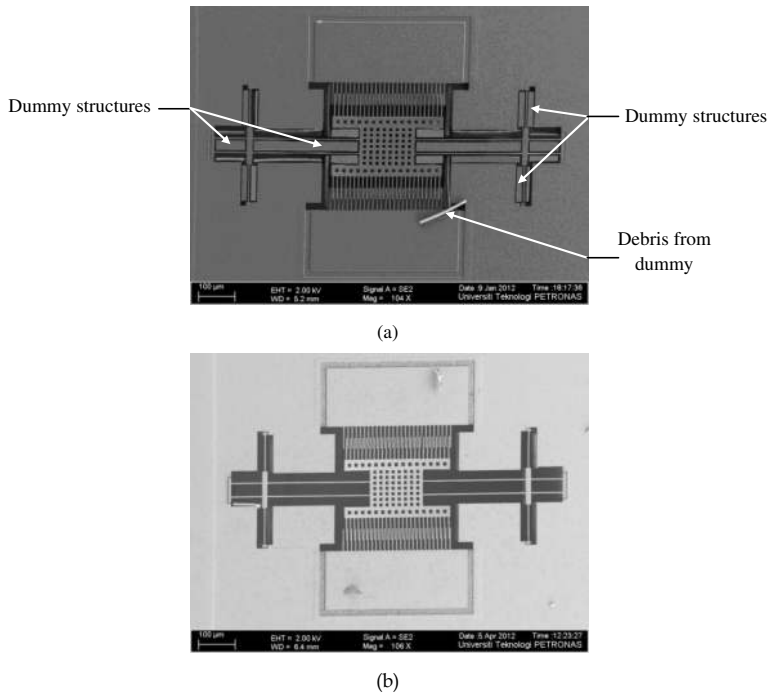 Dummy structures
Dummy structures
Debris from
dummy
100 μm
EHT = 2.00 kV
WD = 5.2 mm
Signal A = SE2
Mag = 104 X
Date :9 Jan 2012 Time :16:17:36
Universiti Teknologi PETRONAS
(a)
100 μm
EHT = 2.00 kV
WD = 6.4 mm
Signal A = SE2
Mag = 106 X
Date :5 Apr 2012 Time :12:23:27
Universiti Teknologi PETRONAS
(b)